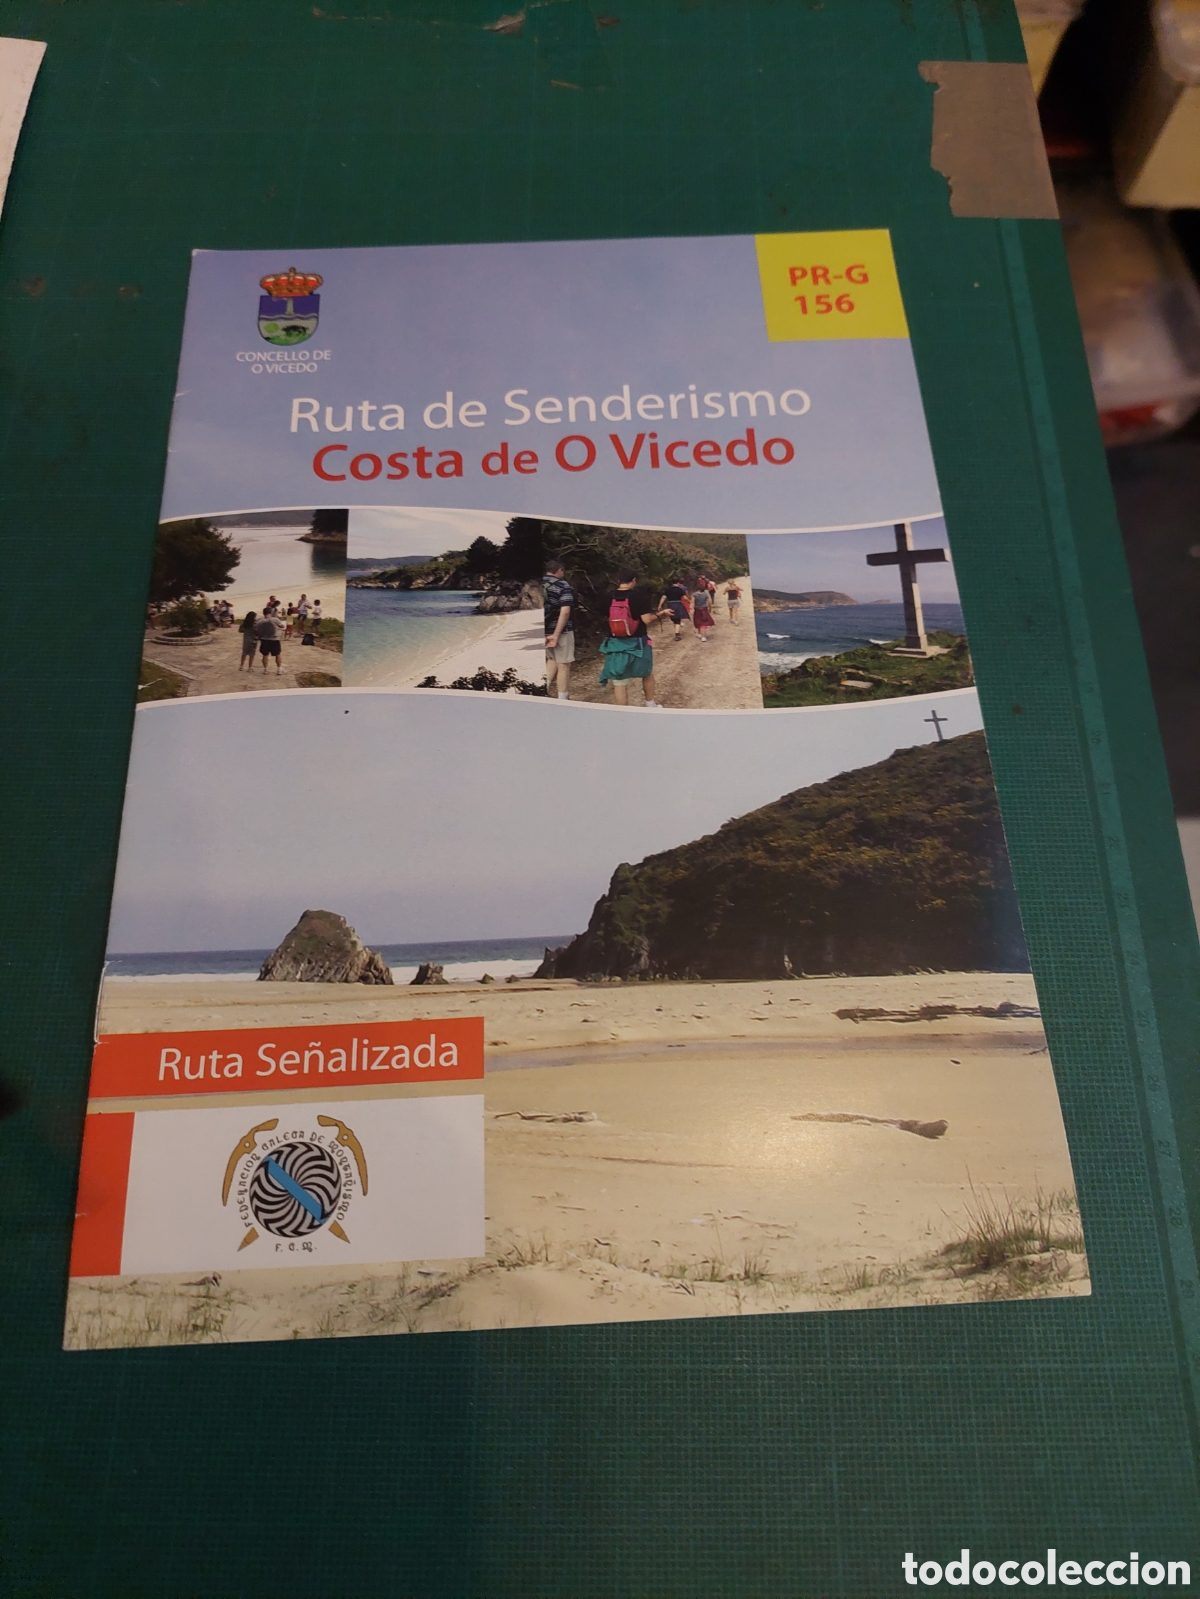 CONCELLO DE
O VICEDO
PR-G
156
Ruta de Senderismo
Costa de O Vicedo
Ruta Señalizada
FEDERACION GALEGA DE MONTAÑISMO
F. G. M.
todocoleccion